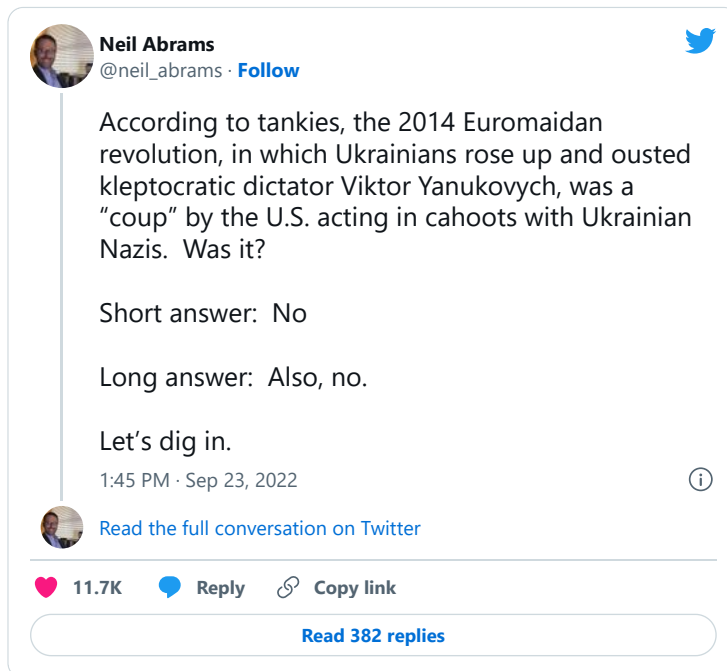 Neil Abrams
@neil_abrams · Follow
According to tankies, the 2014 Euromaidan
revolution, in which Ukrainians rose up and ousted
kleptocratic dictator Viktor Yanukovych, was a
“coup” by the U.S. acting in cahoots with Ukrainian
Nazis.  Was it?
Short answer:  No
Long answer:  Also, no.
Let’s dig in.
1:45 PM · Sep 23, 2022
Read the full conversation on Twitter
11.7K Reply Copy link
Read 382 replies